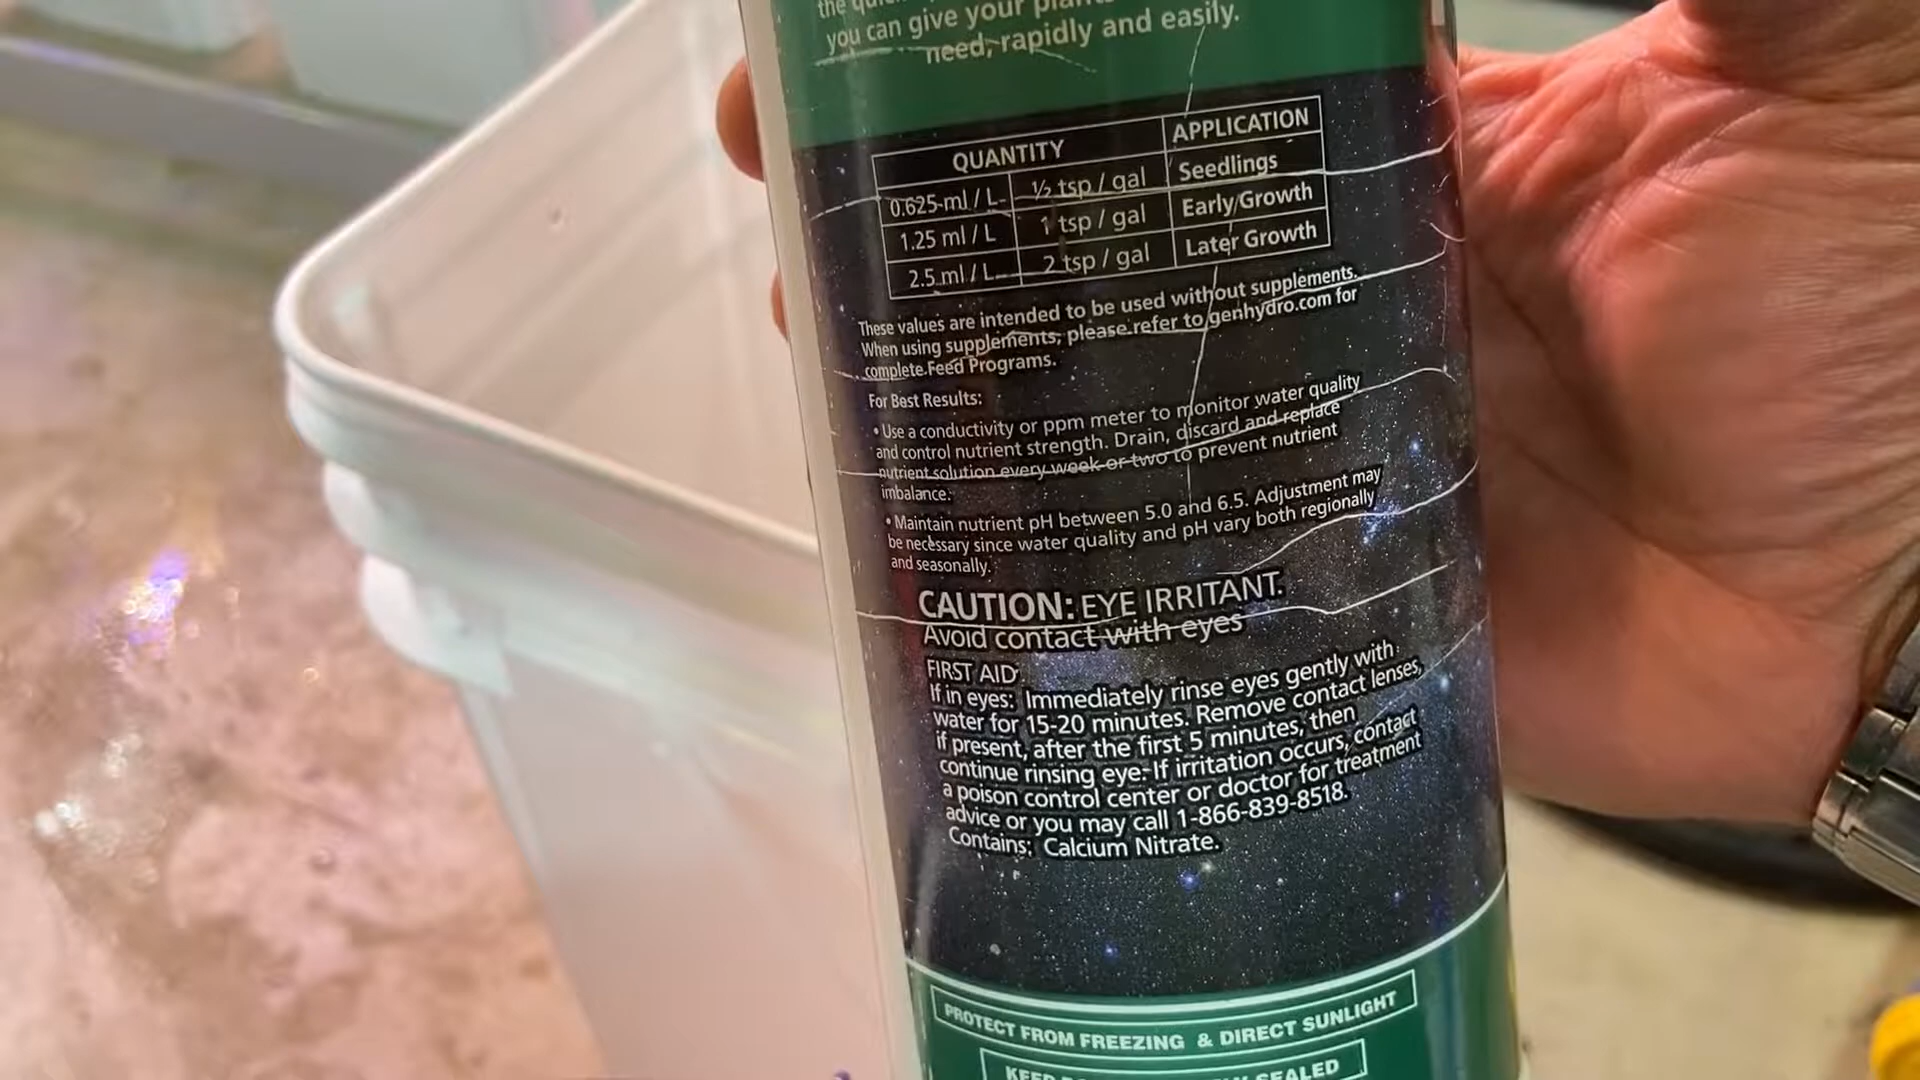 the
you can give your plants
need, rapidly and easily.
QUANTITY APPLICATION
0.625 ml / L ½ tsp / gal Seedlings
1.25 ml / L 1 tsp / gal Early/Growth
2.5 ml / L 2 tsp / gal Later Growth
These values are intended to be used without supplements.
When using supplements, please refer to genhydro.com for
complete Feed Programs.
For Best Results:
• Use a conductivity or ppm meter to monitor water quality
and control nutrient strength. Drain, discard and replace
nutrient solution every week or two to prevent nutrient
imbalance.
• Maintain nutrient pH between 5.0 and 6.5. Adjustment may
be necessary since water quality and pH vary both regionally
and seasonally.
CAUTION: EYE IRRITANT.
Avoid contact with eyes
FIRST AID
If in eyes: Immediately rinse eyes gently with
water for 15-20 minutes. Remove contact lenses,
if present, after the first 5 minutes, then
continue rinsing eye. If irritation occurs, contact
a poison control center or doctor for treatment
advice or you may call 1-866-839-8518.
Contains: Calcium Nitrate.
PROTECT FROM FREEZING & DIRECT SUNLIGHT
KEEP SEALED